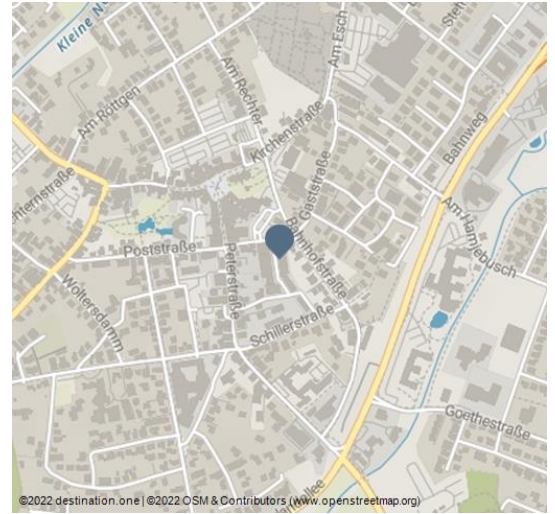 Kleine No
Am Esch
Am Röttgen
Am Rechter
Kirchenstraße
Bahnweg
Gaststraße
Am Hamjebusch
Poststraße
Peterstraße
Bahnhofstraße
Woltersdamm
Schillerstraße
Goethestraße
©2022 destination.one | ©2022 OSM & Contributors (www.openstreetmap.org)